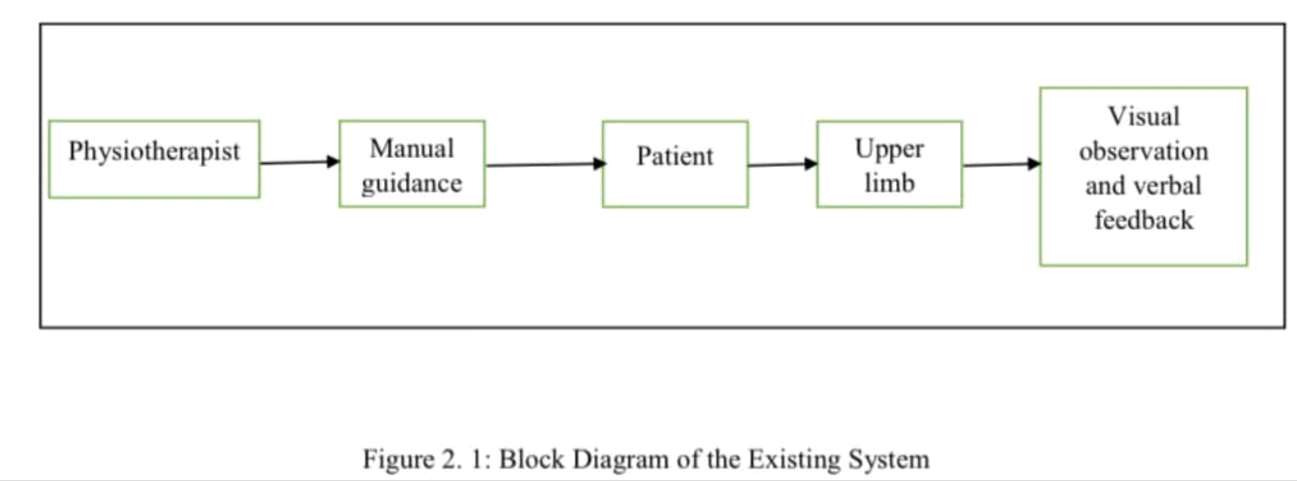 Physiotherapist
Manual
guidance
Patient
Upper
limb
Visual
observation
and verbal
feedback
Figure 2. 1: Block Diagram of the Existing System